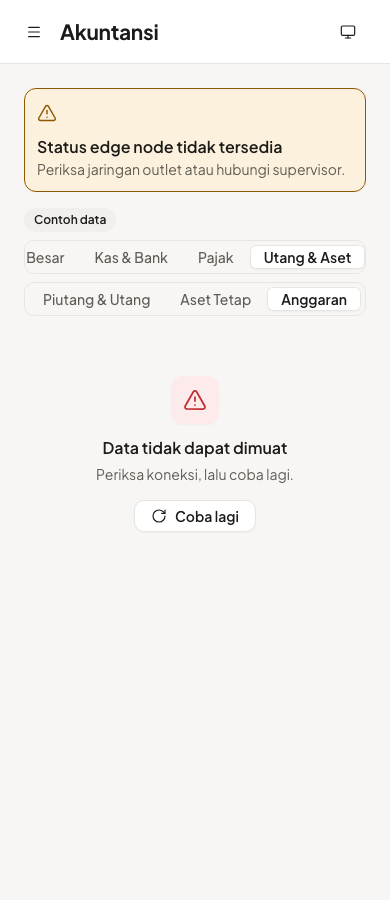 Akuntansi
Status edge node tidak tersedia
Periksa jaringan outlet atau hubungi supervisor.
Contoh data
Besar Kas & Bank Pajak Utang & Aset
Piutang & Utang Aset Tetap Anggaran
Data tidak dapat dimuat
Periksa koneksi, lalu coba lagi.
Coba lagi